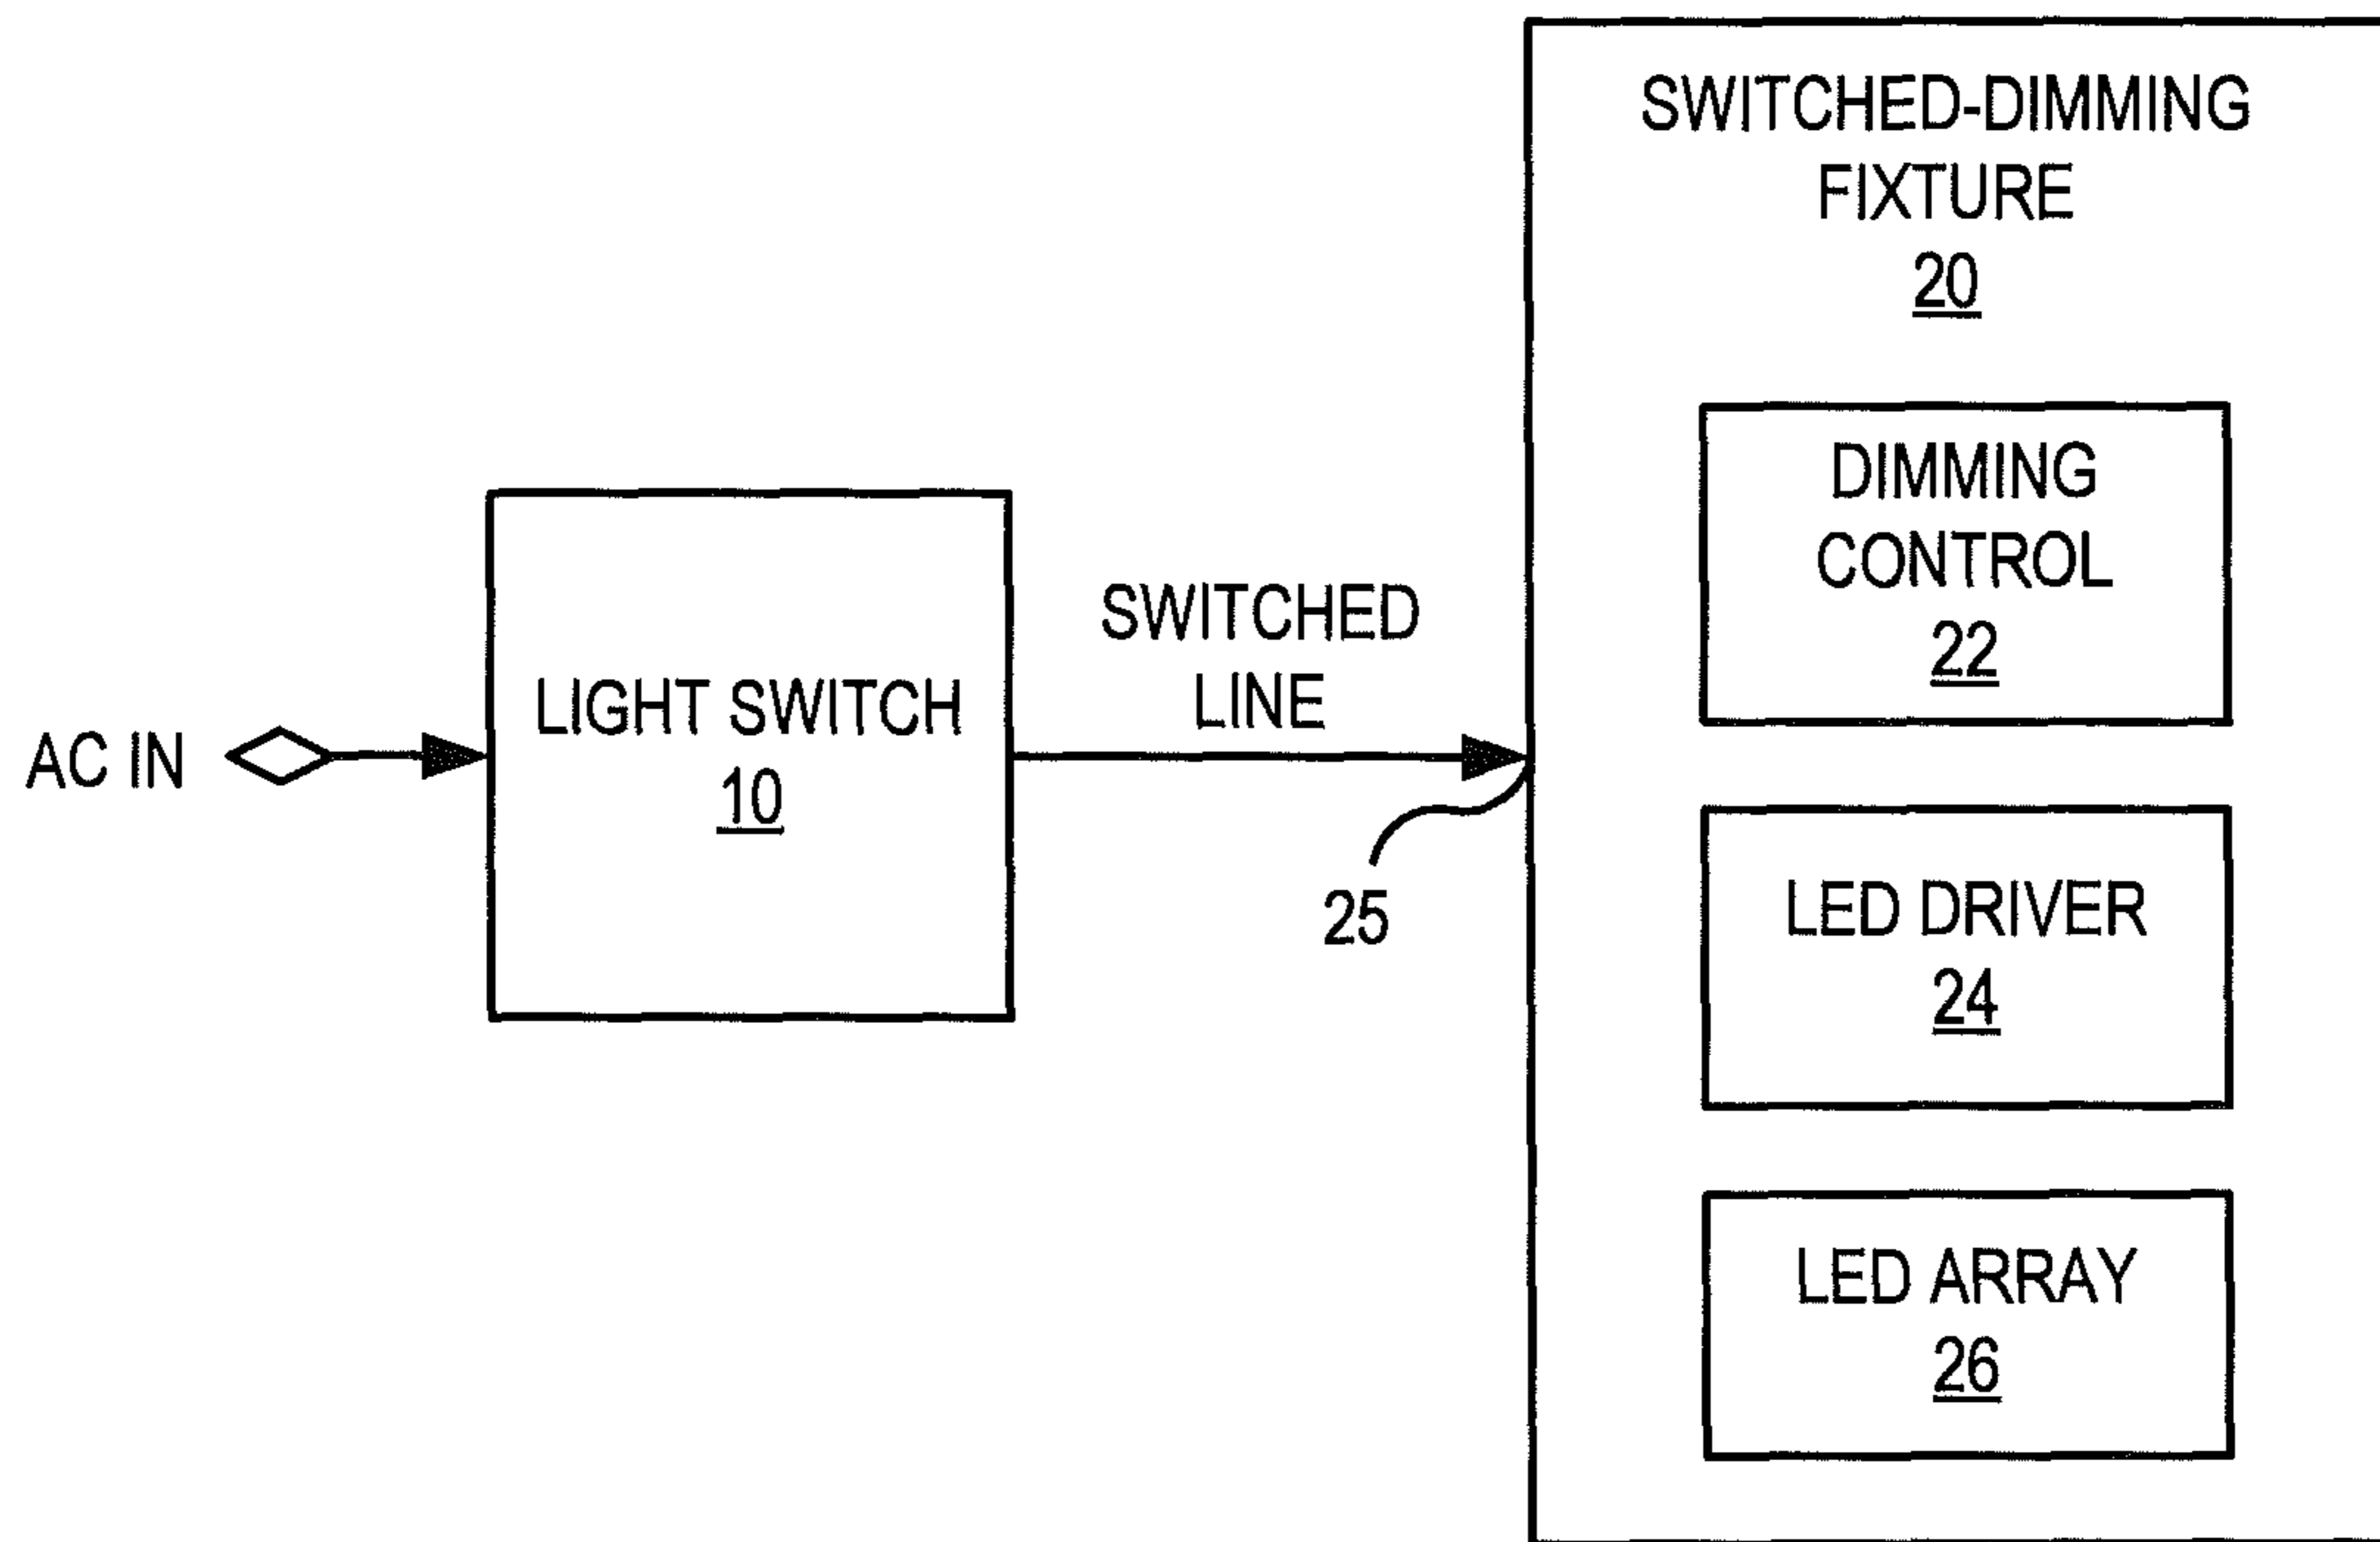 AC IN
LIGHT SWITCH
10
SWITCHED
LINE
25
SWITCHED-DIMMING
FIXTURE
20
DIMMING
CONTROL
22
LED DRIVER
24
LED ARRAY
26